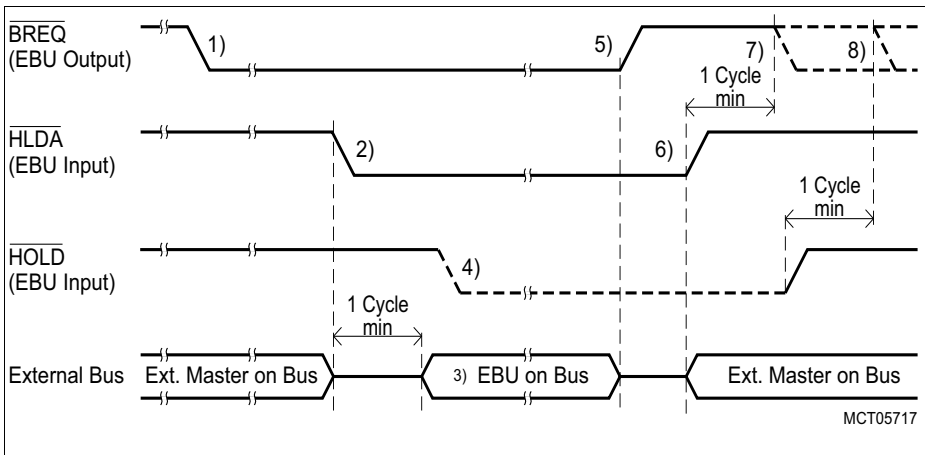 BREQ
(EBU Output)
1)
5)
7)
8)
1 Cycle
min
HLDA
(EBU Input)
2)
6)
1 Cycle
min
HOLD
(EBU Input)
4)
1 Cycle
min
External Bus
Ext. Master on Bus
3) EBU on Bus
Ext. Master on Bus
MCT05717